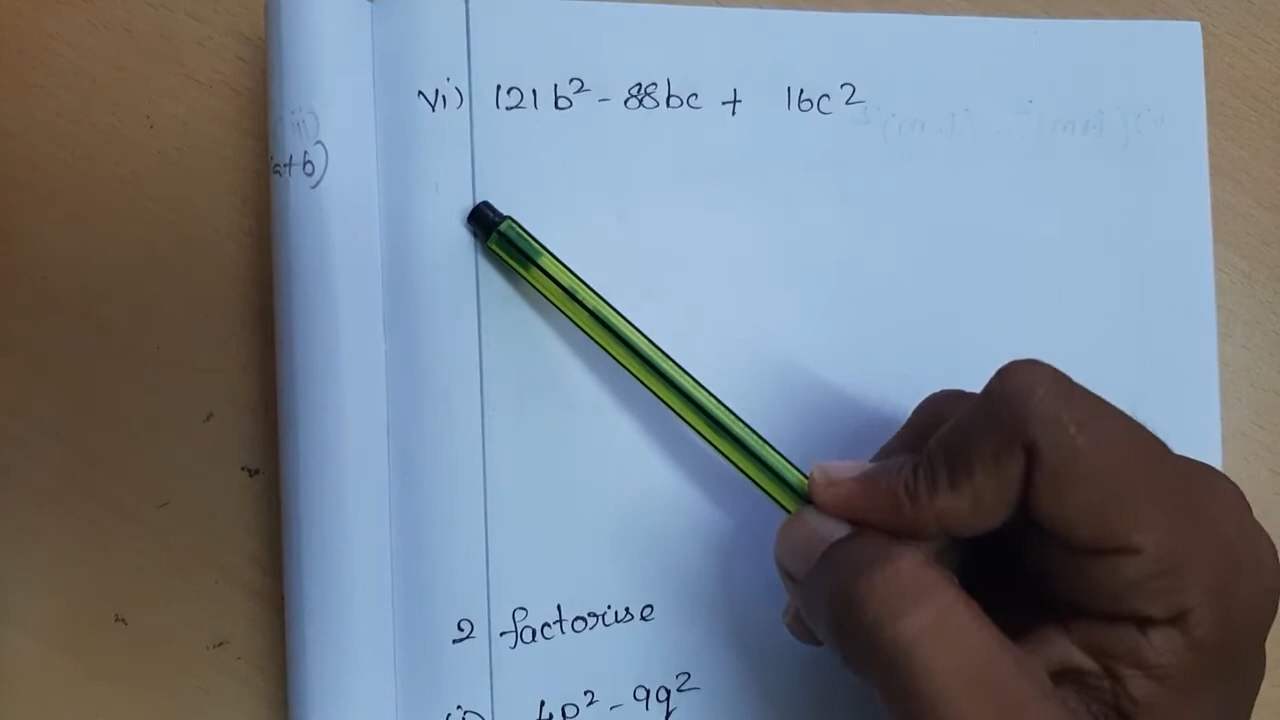 vi) 121b² - 88bc + 16c²
a+b)
2 factorise
i) 4p² - 9q²